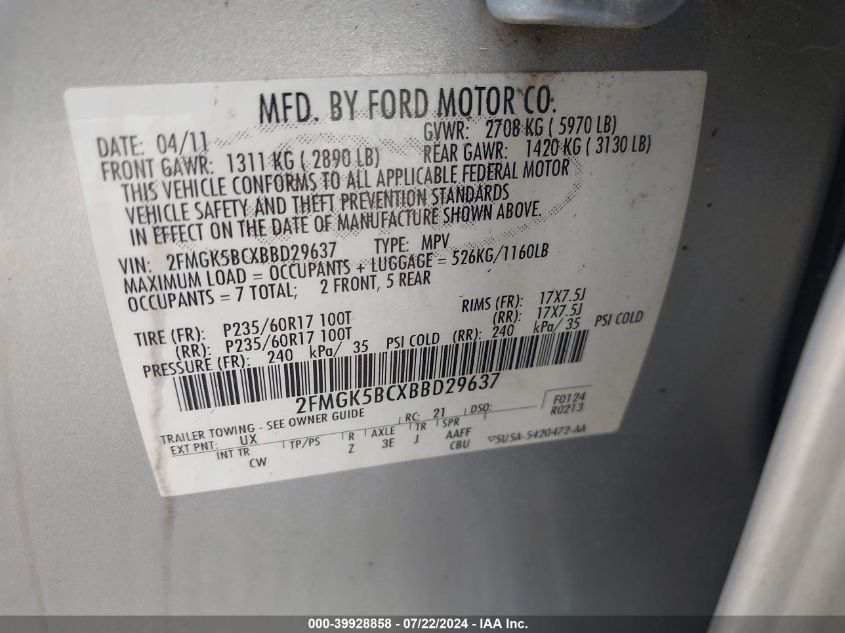 MFD. BY FORD MOTOR CO.
DATE: 04/11 GVWR: 2708 KG ( 5970 LB)
FRONT GAWR: 1311 KG ( 2890 LB) REAR GAWR: 1420 KG ( 3130 LB)
THIS VEHICLE CONFORMS TO ALL APPLICABLE FEDERAL MOTOR
VEHICLE SAFETY AND THEFT PREVENTION STANDARDS
IN EFFECT ON THE DATE OF MANUFACTURE SHOWN ABOVE.
VIN: 2FMGK5BCXBBD29637 TYPE: MPV
MAXIMUM LOAD = OCCUPANTS + LUGGAGE = 526KG/1160LB
OCCUPANTS = 7 TOTAL; 2 FRONT, 5 REAR
TIRE (FR): P235/60R17 100T RIMS (FR): 17X7.5J
(RR): P235/60R17 100T (RR): 17X7.5J
PRESSURE (FR): 240 kPa/ 35 PSI COLD (RR): 240 kPa/ 35 PSI COLD
2FMGK5BCXBBD29637
TRAILER TOWING - SEE OWNER GUIDE RC: 21 DSO: F0124
EXT PNT: UX R0213
INT TR TP/PS R AXLE TR SPR
CW Z 3E J AAFF
CBU
5U5A-5420472-AA
000-39928858 / 07/22/2024 - IAA Inc.